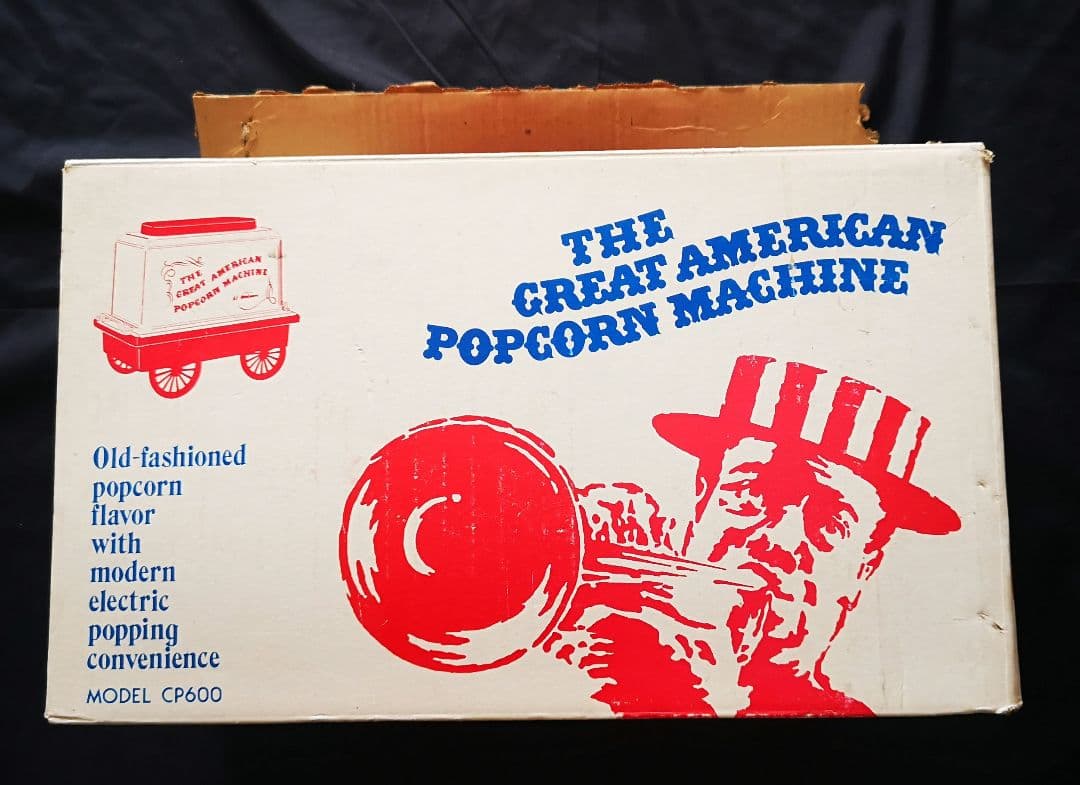 THE
GREAT AMERICAN
POPCORN MACHINE
THE
GREAT AMERICAN
POPCORN MACHINE
Old-fashioned
popcorn
flavor
with
modern
electric
popping
convenience
MODEL CP600